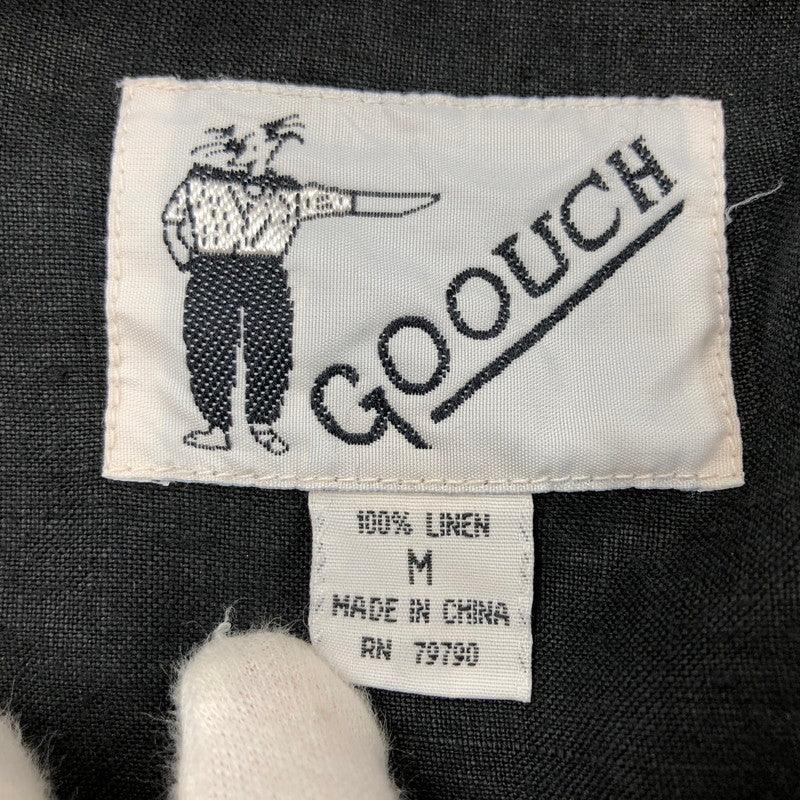 GOOUCH
100% LINEN
M
MADE IN CHINA
RN 79790